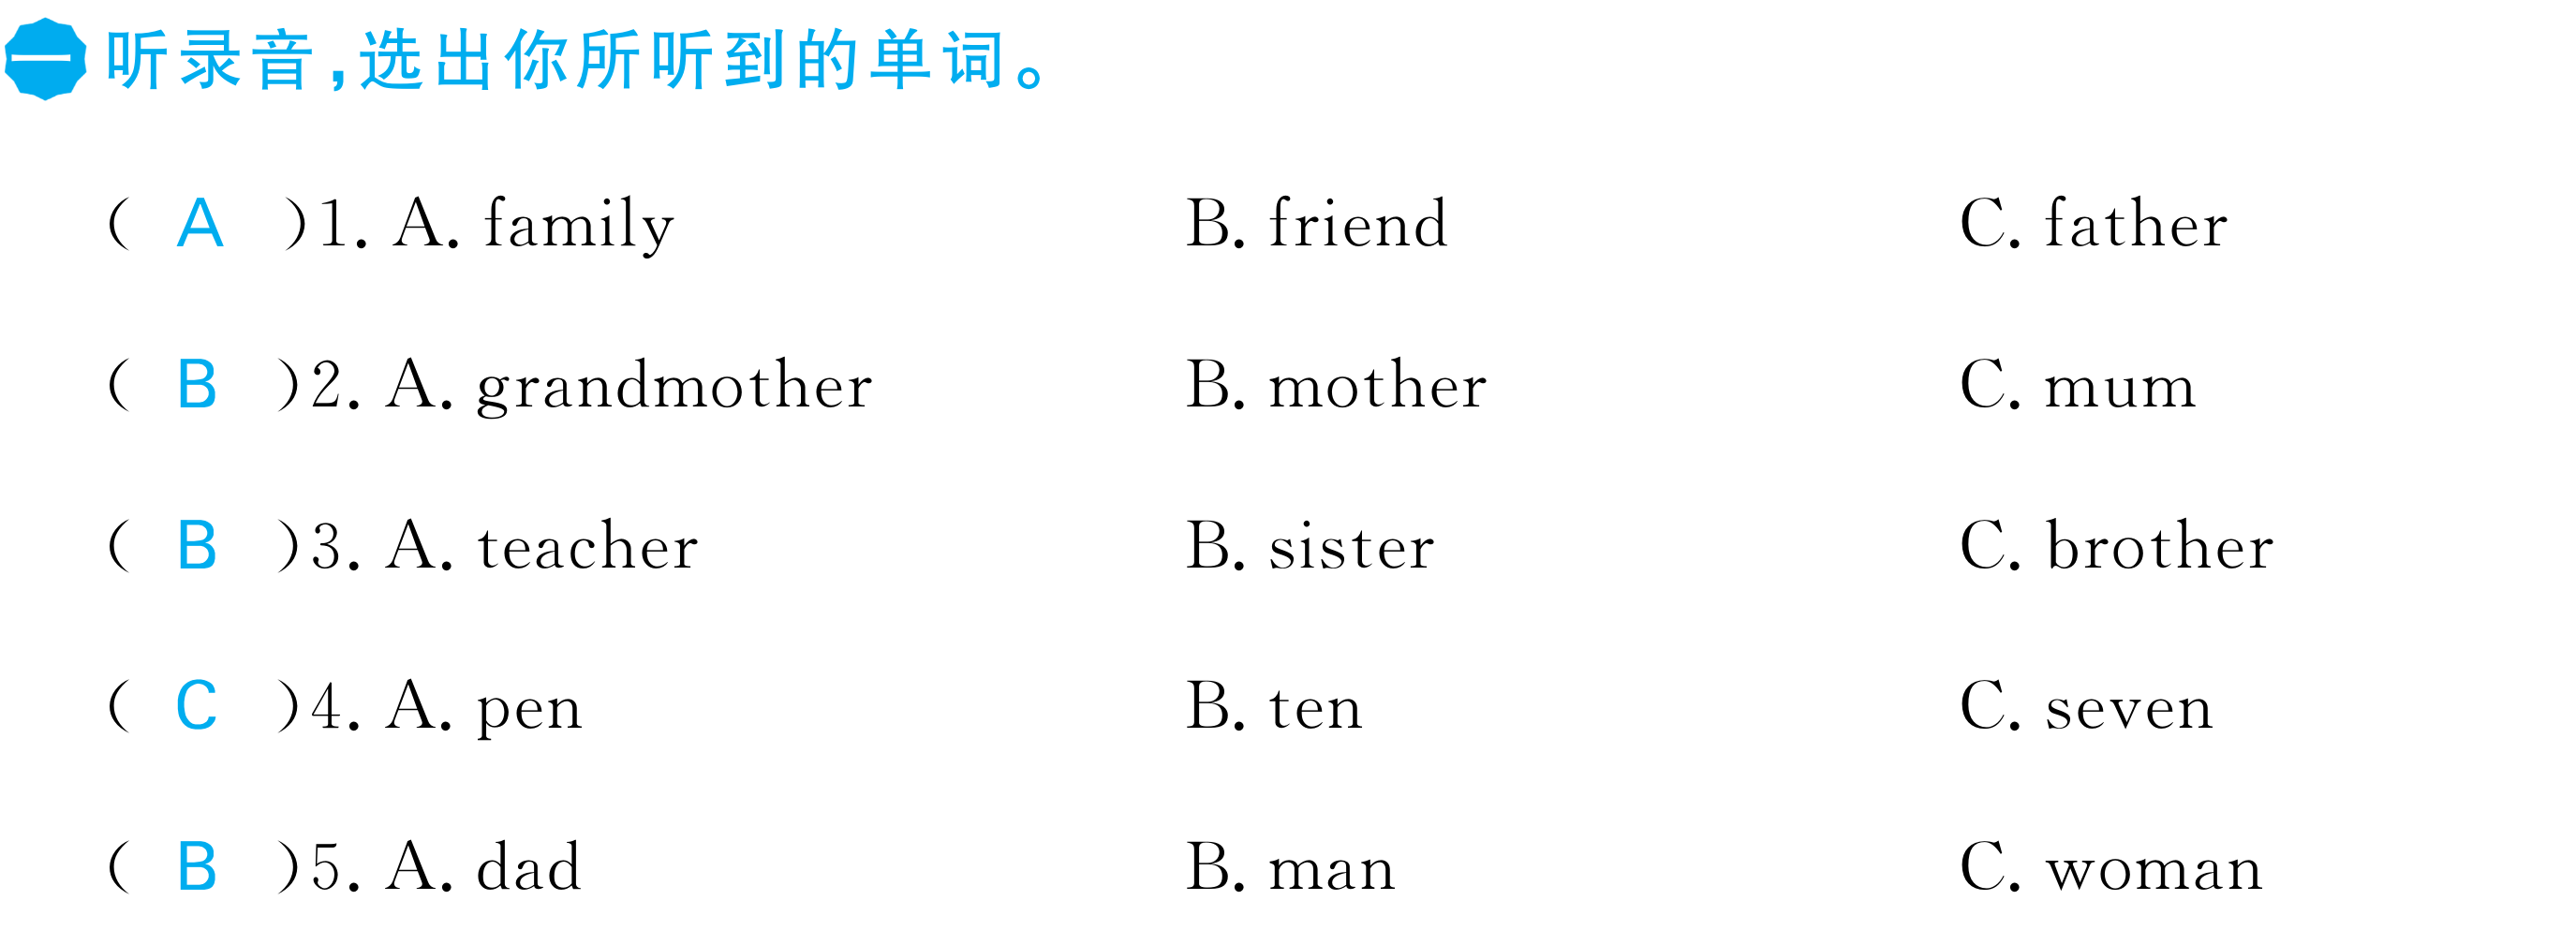 一 听录音,选出你所听到的单词。
( A )1. A. family B. friend C. father
( B )2. A. grandmother B. mother C. mum
( B )3. A. teacher B. sister C. brother
( C )4. A. pen B. ten C. seven
( B )5. A. dad B. man C. woman